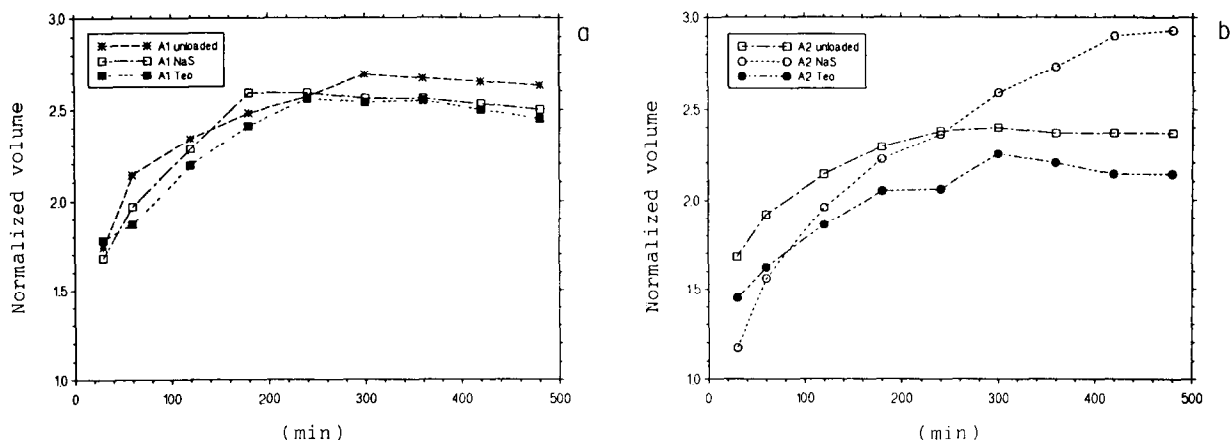 a
3.0
2.5
2.0
1.5
1.0
Normalized volume
A1 unloaded
A1 NaS
A1 Teo
0 100 200 300 400 500
(min)
b
3.0
2.5
2.0
1.5
1.0
Normalized volume
A2 unloaded
A2 NaS
A2 Teo
0 100 200 300 400 500
(min)